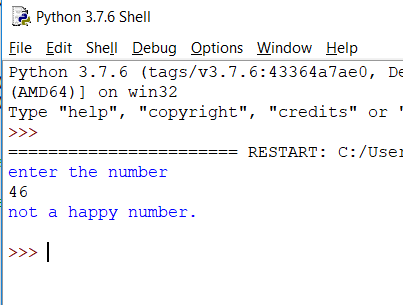 Python 3.7.6 Shell
File Edit Shell Debug Options Window Help
Python 3.7.6 (tags/v3.7.6:43364a7ae0, De
(AMD64)] on win32
Type "help", "copyright", "credits" or "
>>>
======================= RESTART: C:/User
enter the number
46
not a happy number.
>>>